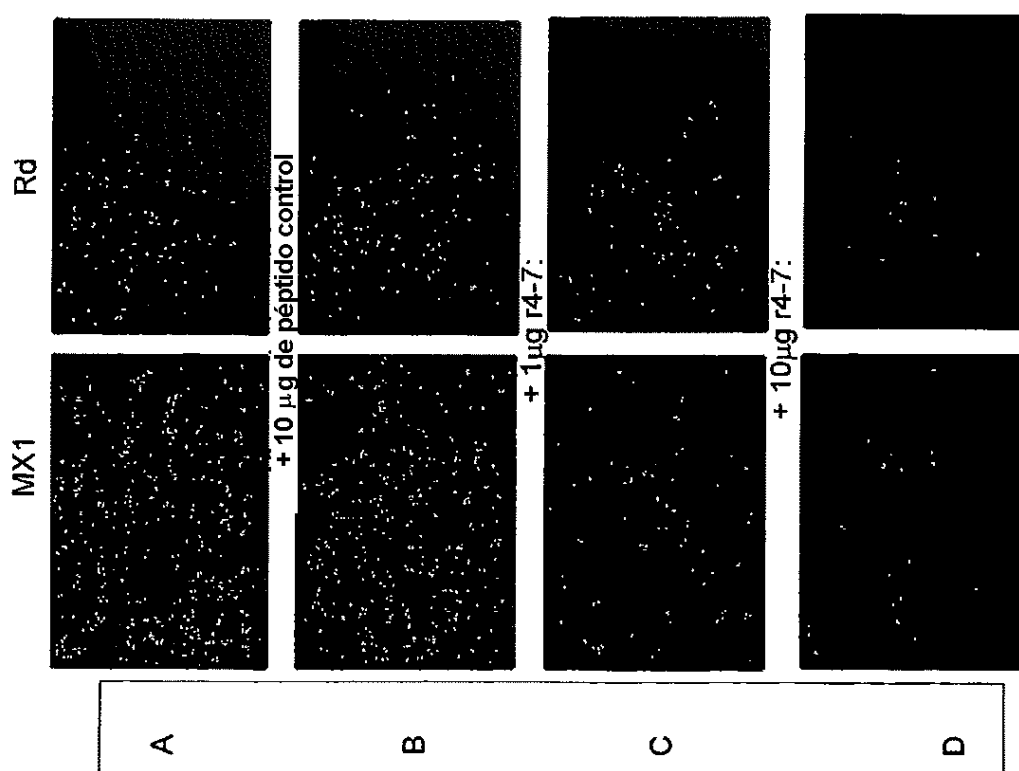 MX1
Rd
A
+ 10 µg de péptido control
B
+ 1µg r4-7:
C
+ 10µg r4-7:
D